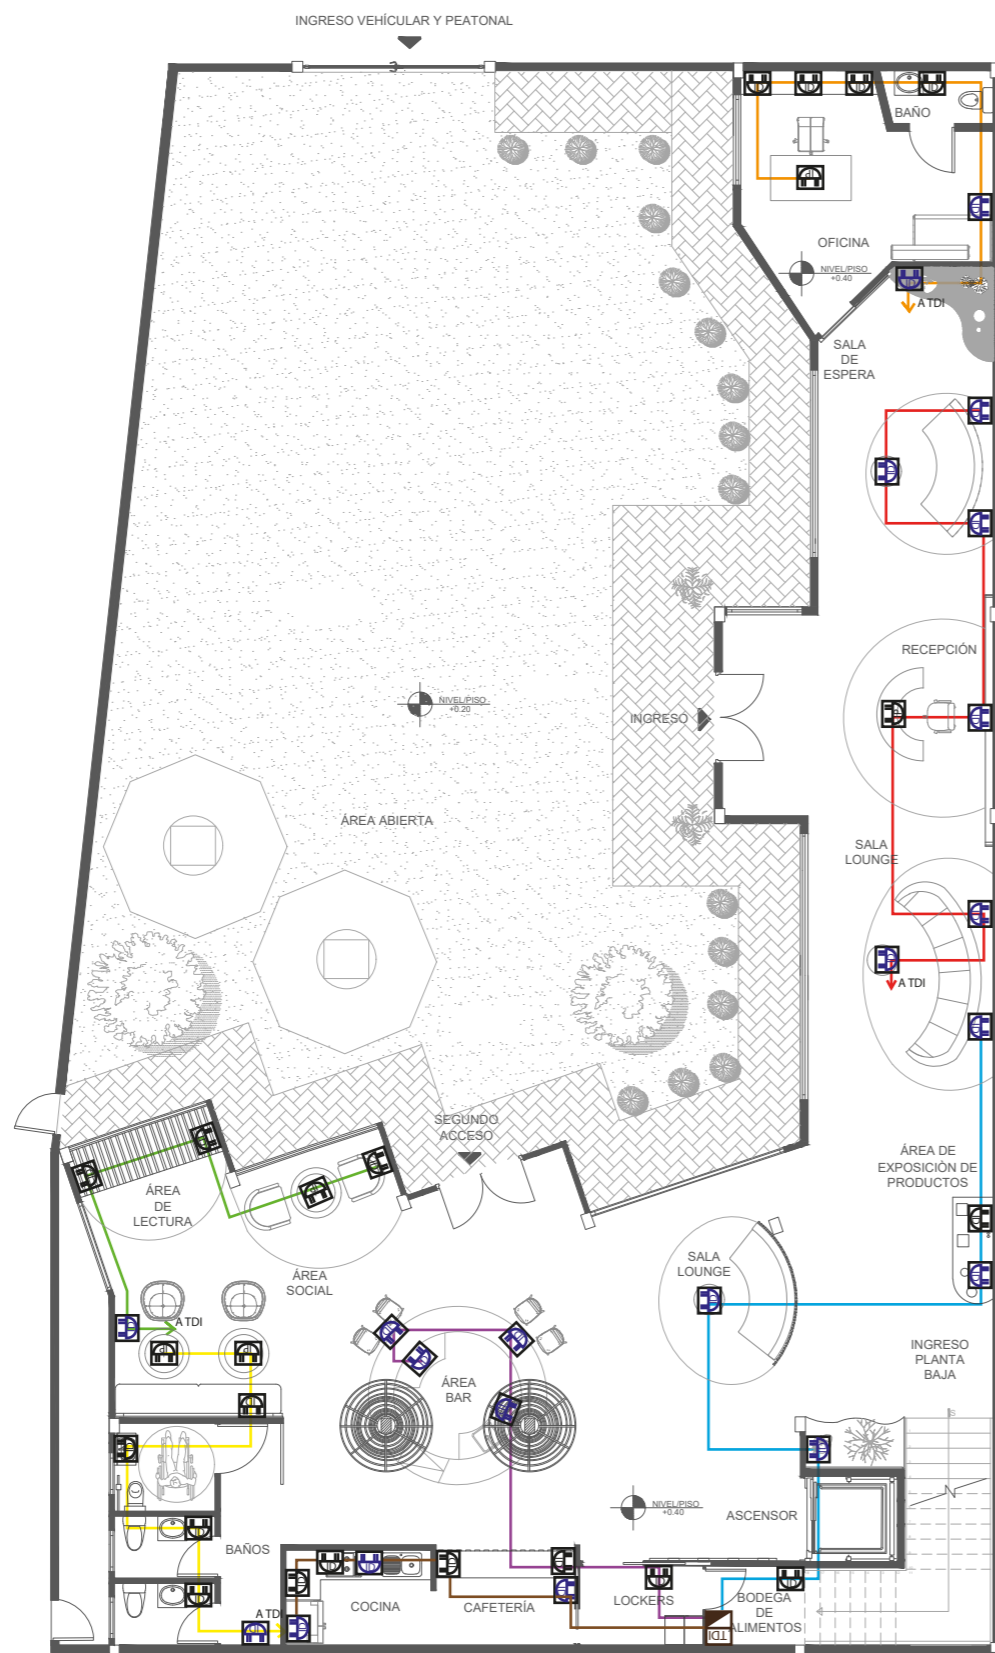 INGRESO VEHÍCULAR Y PEATONAL
BAÑO
OFICINA
NIVEL/PISO
+0.40
A TDI
SALA
DE
ESPERA
RECEPCIÓN
NIVEL/PISO
+0.20
INGRESO
ÁREA ABIERTA
SALA
LOUNGE
A TDI
SEGUNDO
ACCESO
ÁREA DE
EXPOSICIÒN DE
PRODUCTOS
ÁREA
DE
LECTURA
SALA
LOUNGE
ÁREA
SOCIAL
A TDI
INGRESO
PLANTA
BAJA
ÁREA
BAR
S
N
NIVEL/PISO
+0.40
ASCENSOR
BAÑOS
COCINA
CAFETERÍA
LOCKERS
BODEGA
DE
ALIMENTOS
A TDI
TDI